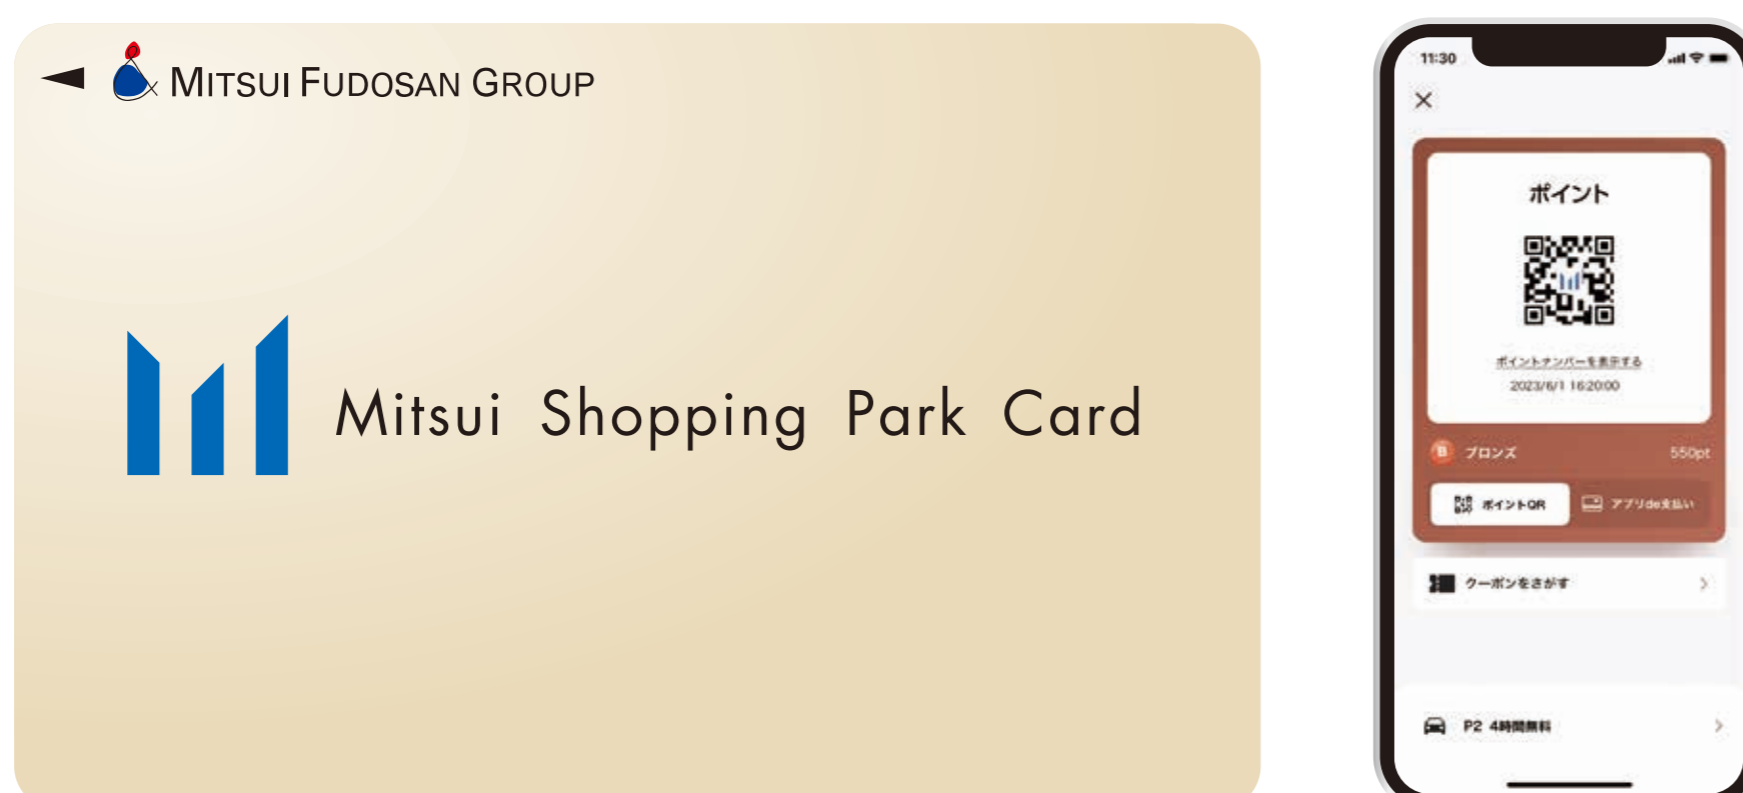 MITSUI FUDOSAN GROUP
Mitsui Shopping Park Card
11:30
ポイント
ポイントナンバーを表示する
2023/6/1 16:20:00
B ブロンズ 550pt
ポイントQR アプリde支払い
クーポンをさがす
P2 4時間無料